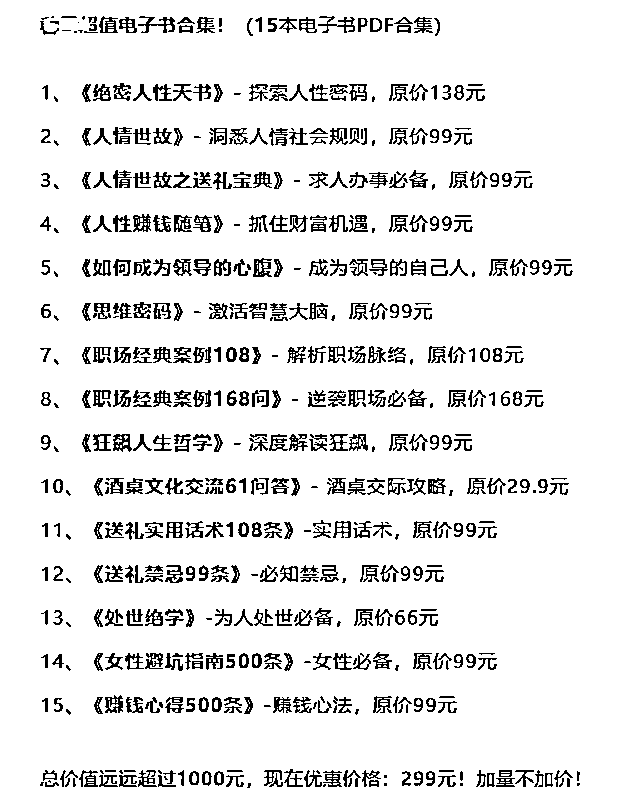 超值电子书合集！（15本电子书PDF合集)
1、《绝密人性天书》- 探索人性密码，原价138元
2、《人情世故》- 洞悉人情社会规则，原价99元
3、《人情世故之送礼宝典》- 求人办事必备，原价99元
4、《人性赚钱随笔》- 抓住财富机遇，原价99元
5、《如何成为领导的心腹》- 成为领导的自己人，原价99元
6、《思维密码》- 激活智慧大脑，原价99元
7、《职场经典案例108》- 解析职场脉络，原价108元
8、《职场经典案例168问》- 逆袭职场必备，原价168元
9、《狂飙人生哲学》- 深度解读狂飙，原价99元
10、《酒桌文化交流61问答》- 酒桌交际攻略，原价29.9元
11、《送礼实用话术108条》-实用话术，原价99元
12、《送礼禁忌99条》-必知禁忌，原价99元
13、《处世绝学》-为人处世必备，原价66元
14、《女性避坑指南500条》-女性必备，原价99元
15、《赚钱心得500条》-赚钱心法，原价99元
总价值远远超过1000元，现在优惠价格：299元！加量不加价！